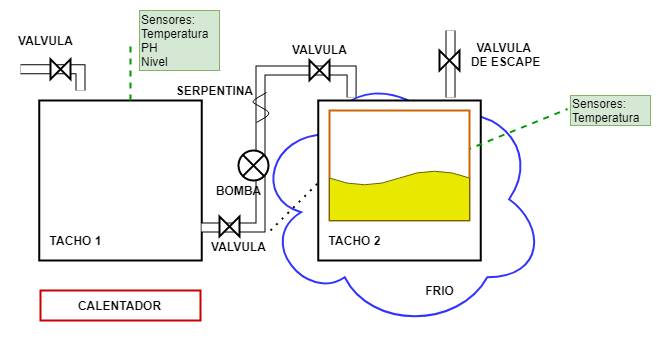 VALVULA
Sensores:
Temperatura
PH
Nivel
VALVULA
VALVULA
DE ESCAPE
SERPENTINA
Sensores:
Temperatura
BOMBA
TACHO 1
VALVULA
TACHO 2
FRIO
CALENTADOR